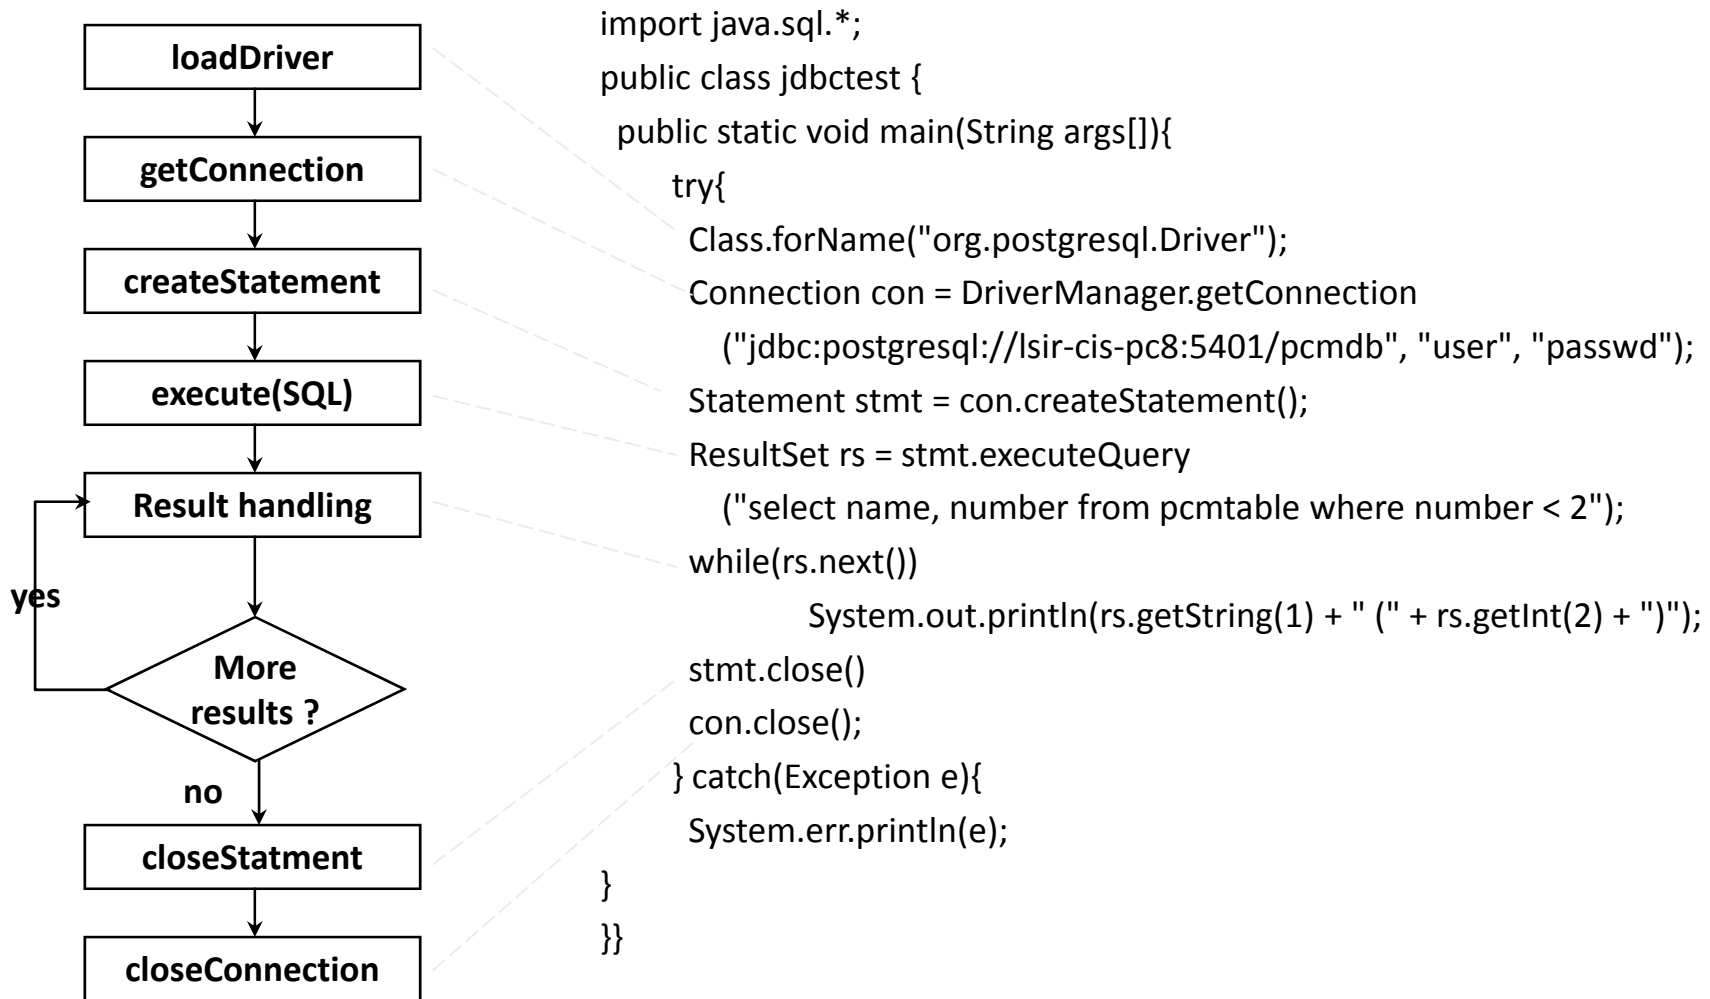 loadDriver
getConnection
createStatement
execute(SQL)
Result handling
yes
More
results ?
no
closeStatment
closeConnection
import java.sql.*;
public class jdbctest {
public static void main(String args[]){
try{
Class.forName("org.postgresql.Driver");
Connection con = DriverManager.getConnection
("jdbc:postgresql://lsir-cis-pc8:5401/pcmdb", "user", "passwd");
Statement stmt = con.createStatement();
ResultSet rs = stmt.executeQuery
("select name, number from pcmtable where number < 2");
while(rs.next())
System.out.println(rs.getString(1) + " (" + rs.getInt(2) + ")");
stmt.close()
con.close();
} catch(Exception e){
System.err.println(e);
}
}}